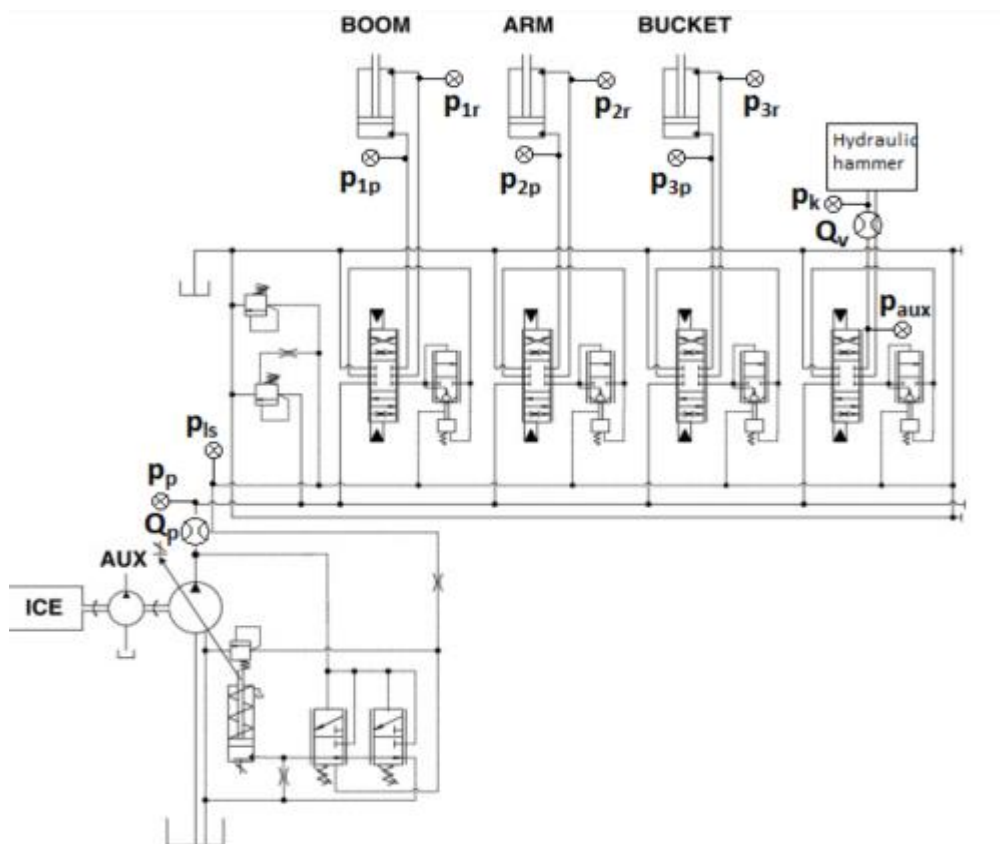 BOOM ARM BUCKET
p1r p2r p3r
p1p p2p p3p
Hydraulic
hammer
pk
Qv
paux
pls
pp
Qp
AUX
ICE